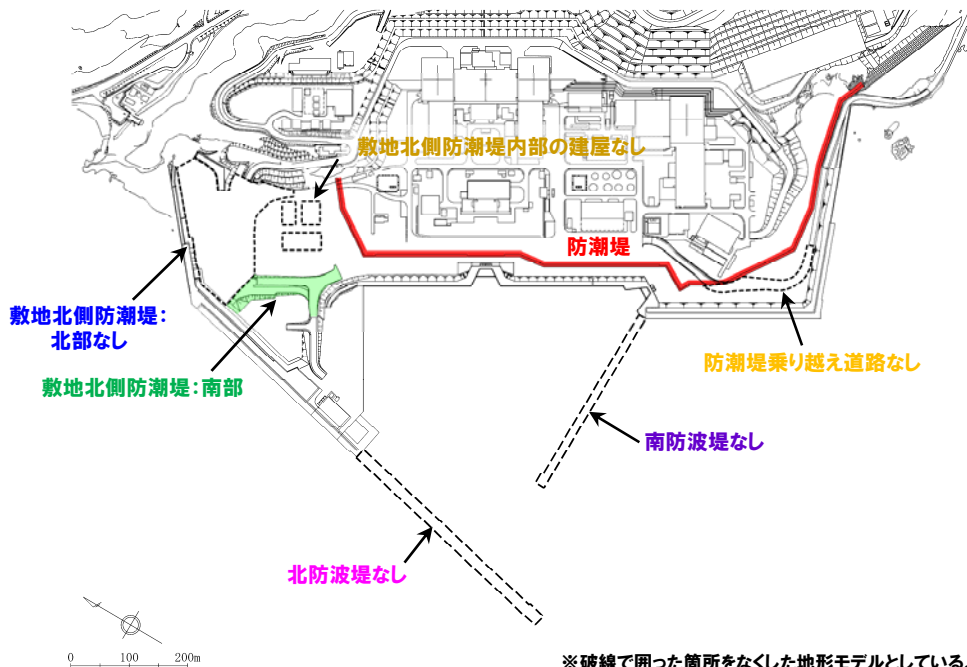 敷地北側防潮堤内部の建屋なし
防潮堤
敷地北側防潮堤:
北部なし
敷地北側防潮堤:南部
防潮堤乗り越え道路なし
南防波堤なし
北防波堤なし
0 100 200m
※破線で囲った箇所をなくした地形モデルとしている。